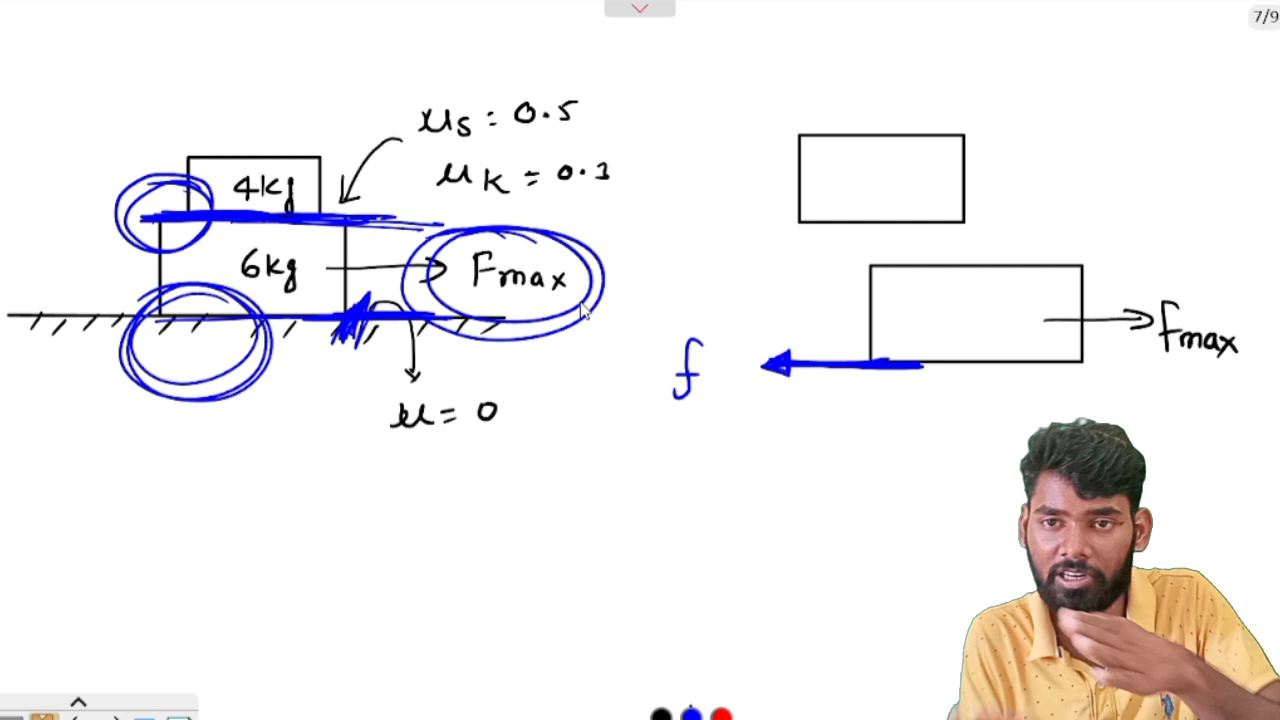 7/9
μs : 0.5
μK = 0.3
4kg
6kg
Fmax
μ = 0
Fmax
f